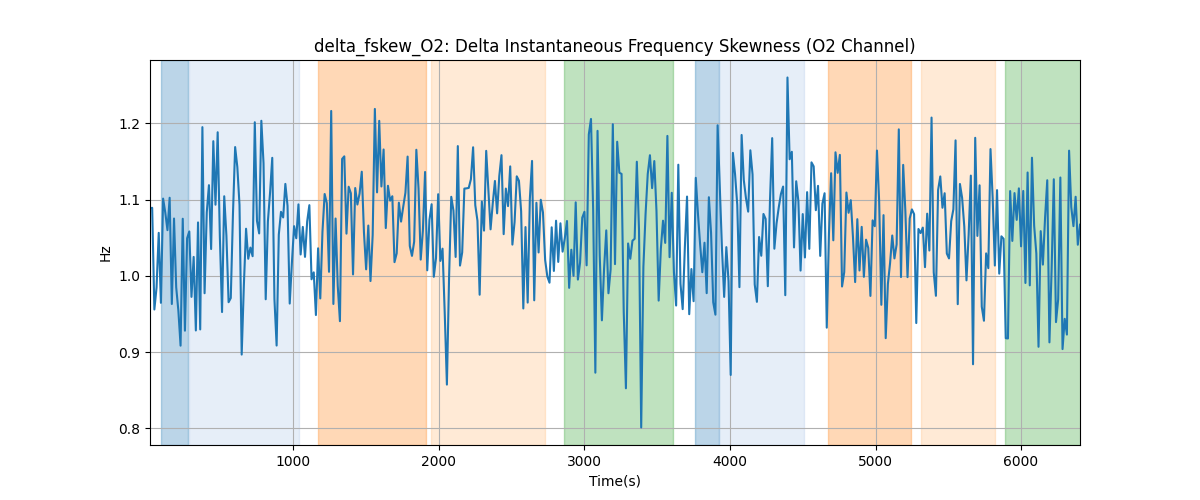 delta_fskew_O2: Delta Instantaneous Frequency Skewness (O2 Channel)
1.2
1.1
1.0
0.9
0.8
Hz
1000 2000 3000 4000 5000 6000
Time(s)